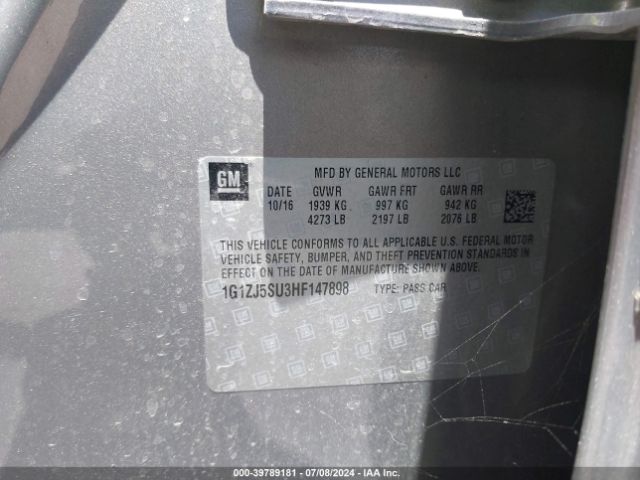 GM
MFD BY GENERAL MOTORS LLC
DATE GVWR GAWR FRT GAWR RR
10/16 1939 KG 997 KG 942 KG
4273 LB 2197 LB 2076 LB
THIS VEHICLE CONFORMS TO ALL APPLICABLE U.S. FEDERAL MOTOR
VEHICLE SAFETY, BUMPER, AND THEFT PREVENTION STANDARDS
IN EFFECT ON THE DATE OF MANUFACTURE SHOWN ABOVE.
1G1ZJ5SU3HF147898 TYPE: PASS CAR
000-39789181 / 07/08/2024 / IAA Inc.